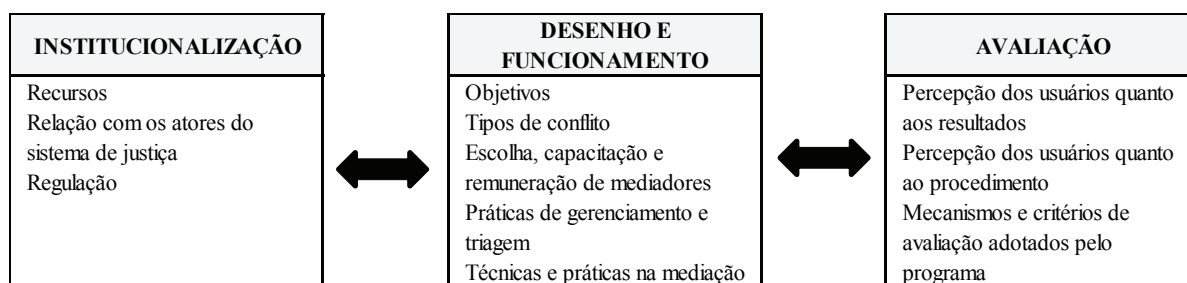 INSTITUCIONALIZAÇÃO
Recursos
Relação com os atores do
sistema de justiça
Regulação
DESENHO E
FUNCIONAMENTO
Objetivos
Tipos de conflito
Escolha, capacitação e
remuneração de mediadores
Práticas de gerenciamento e
triagem
Técnicas e práticas na mediação
AVALIAÇÃO
Percepção dos usuários quanto
aos resultados
Percepção dos usuários quanto
ao procedimento
Mecanismos e critérios de
avaliação adotados pelo
programa